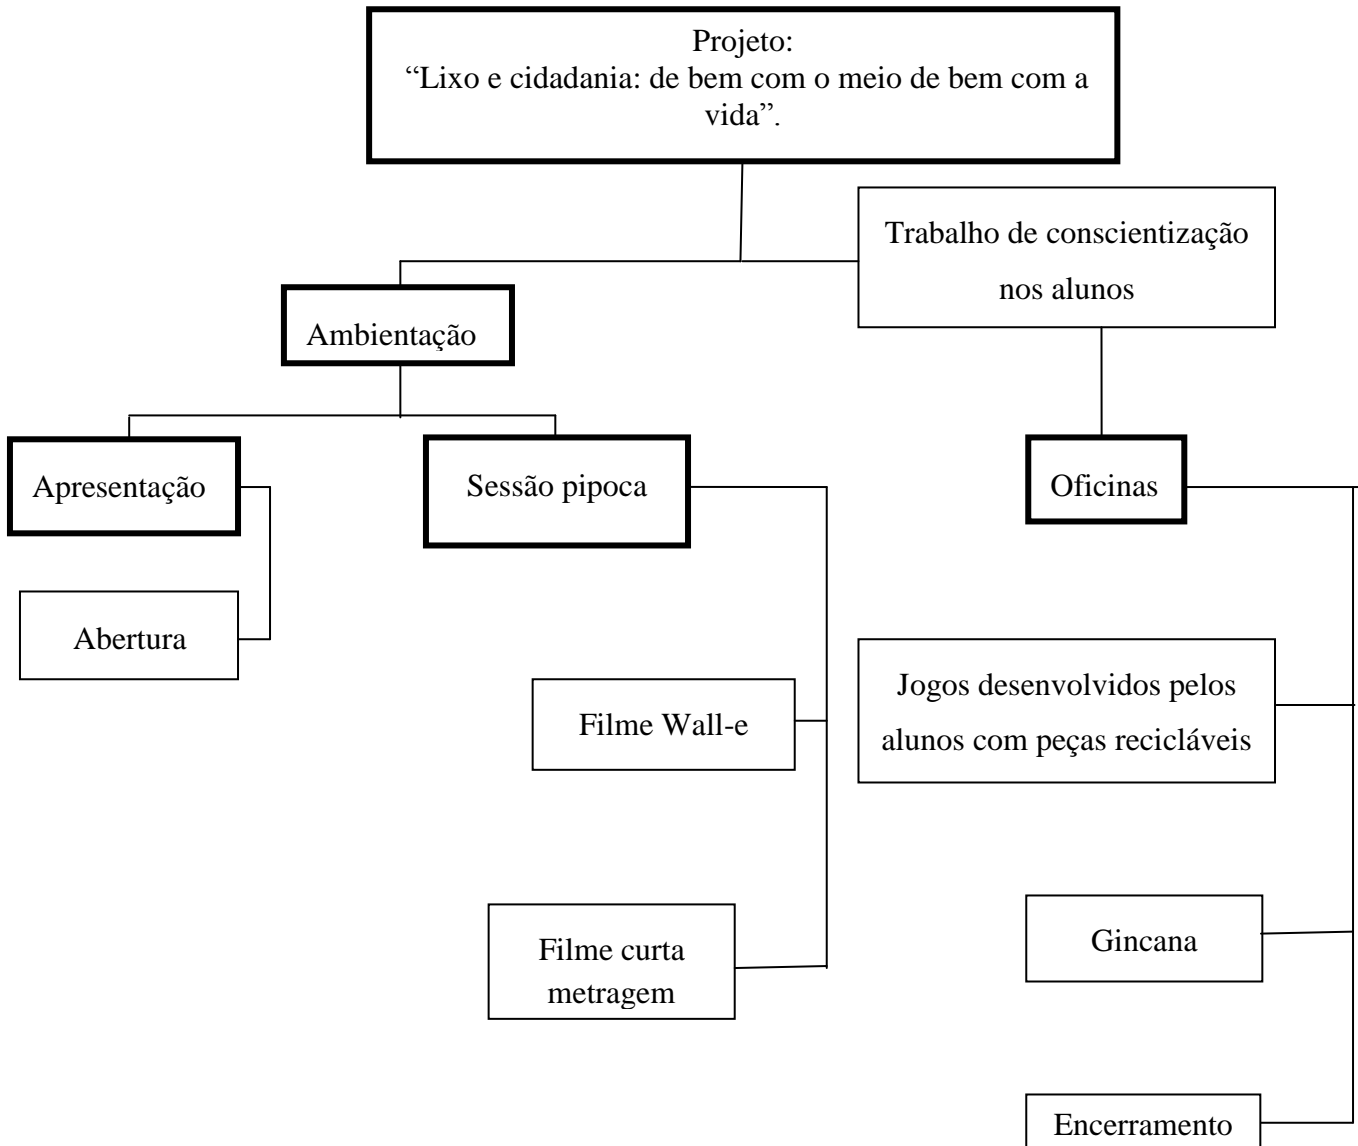 Projeto:
“Lixo e cidadania: de bem com o meio de bem com a
vida”.
Trabalho de conscientização
nos alunos
Ambientação
Apresentação
Sessão pipoca
Oficinas
Abertura
Filme Wall-e
Jogos desenvolvidos pelos
alunos com peças recicláveis
Filme curta
metragem
Gincana
Encerramento